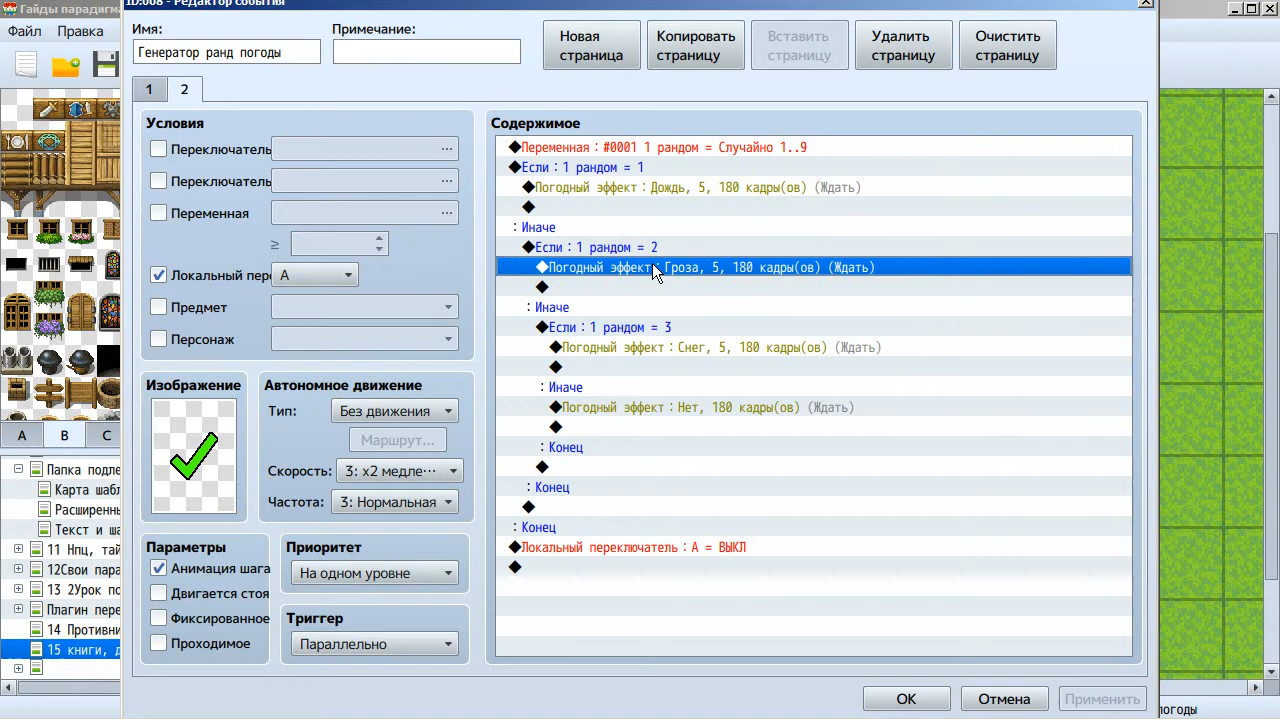 Гайды парадигма
ID:008 - Редактор события
Файл
Правка
Имя:
Примечание:
Генератор ранд погоды
Новая страница
Копировать страницу
Вставить страницу
Удалить страницу
Очистить страницу
1
2
Условия
Переключатель
Переключатель
Переменная
≥
Локальный пер
A
Предмет
Персонаж
Изображение
Автономное движение
Тип:
Без движения
Маршрут...
Скорость:
3: x2 медле···
Частота:
3: Нормальная
Параметры
Анимация шага
Двигается стоя
Фиксированное
Проходимое
Приоритет
На одном уровне
Триггер
Параллельно
Содержимое
◆Переменная：#0001 1 рандом = Случайно 1..9
◆Если：1 рандом = 1
◆Погодный эффект：Дождь, 5, 180 кадры(ов) (Ждать)
◆
：Иначе
◆Если：1 рандом = 2
◆Погодный эффект：Гроза, 5, 180 кадры(ов) (Ждать)
◆
：Иначе
◆Если：1 рандом = 3
◆Погодный эффект：Снег, 5, 180 кадры(ов) (Ждать)
◆
：Иначе
◆Погодный эффект：Нет, 180 кадры(ов) (Ждать)
◆
：Конец
◆
：Конец
◆
：Конец
◆Локальный переключатель：A = ВЫКЛ
◆
OK
Отмена
Применить
A
B
C
Папка подле
Карта шабл
Расширенны
Текст и ша
11 Нпц, тай
12Свои пара
13 2Урок по
Плагин пере
14 Противни
15 книги, д
погоды